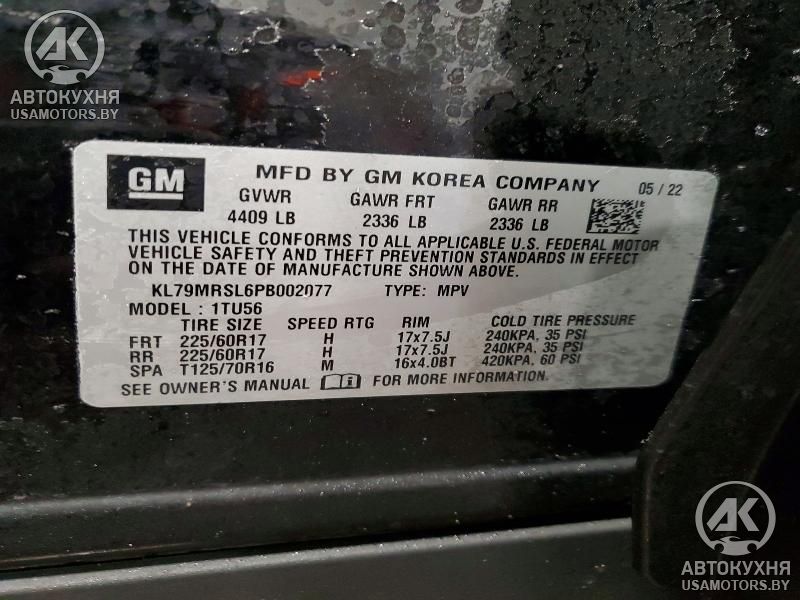 AK
АВТОКУХНЯ
USAMOTORS.BY
GM MFD BY GM KOREA COMPANY 05 / 22
GVWR GAWR FRT GAWR RR
4409 LB 2336 LB 2336 LB
THIS VEHICLE CONFORMS TO ALL APPLICABLE U.S. FEDERAL MOTOR
VEHICLE SAFETY AND THEFT PREVENTION STANDARDS IN EFFECT
ON THE DATE OF MANUFACTURE SHOWN ABOVE.
KL79MRSL6PB002077 TYPE: MPV
MODEL : 1TU56
TIRE SIZE SPEED RTG RIM COLD TIRE PRESSURE
FRT 225/60R17 H 17x7.5J 240KPA, 35 PSI
RR 225/60R17 H 17x7.5J 240KPA, 35 PSI
SPA T125/70R16 M 16x4.0BT 420KPA, 60 PSI
SEE OWNER'S MANUAL FOR MORE INFORMATION.
AK
АВТОКУХНЯ
USAMOTORS.BY